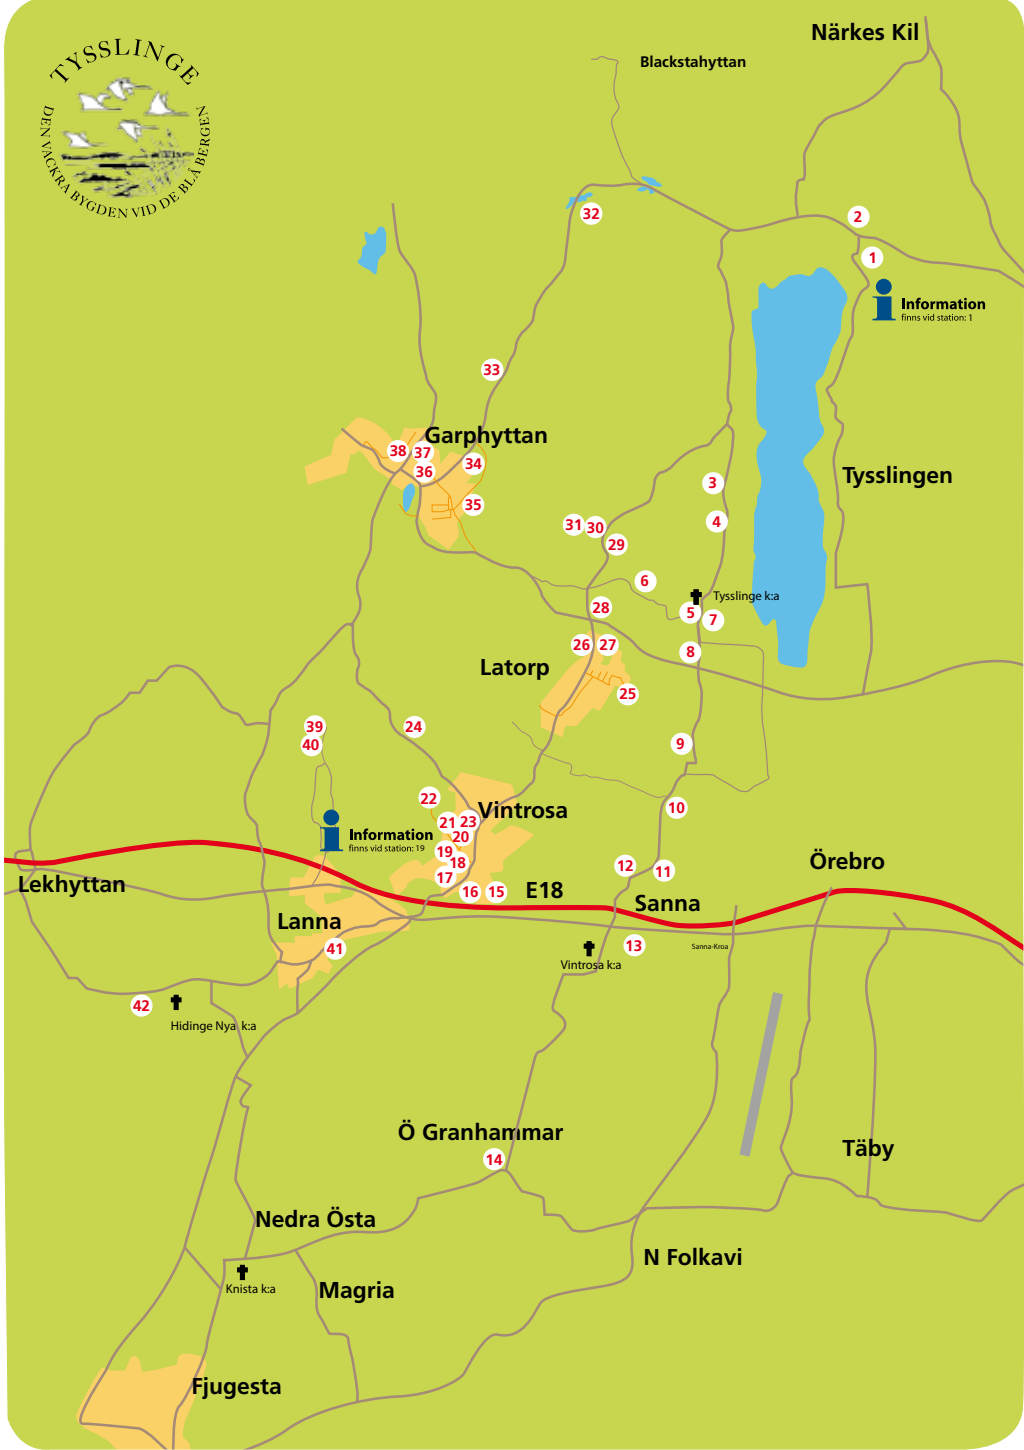 TYSSLINGE
DEN VACKRA BYGDEN VID DE BLÅ BERGEN
Närkes Kil
Blackstahyttan
32
2
1
Information
finns vid station: 1
33
Garphyttan
38
37
36
34
35
3
4
Tysslingen
31
30
29
6
Tysslinge k:a
28
5
7
26
27
8
Latorp
25
39
40
24
9
22
Vintrosa
10
21
23
20
Information
finns vid station: 19
19
18
17
12
11
Örebro
Lekhyttan
16
15
E18
Sanna
Lanna
41
13
Sanna-Kroa
Vintrosa k:a
42
Hidinge Nya k:a
Ö Granhammar
14
Täby
Nedra Östa
N Folkavi
Knista k:a
Magria
Fjugesta